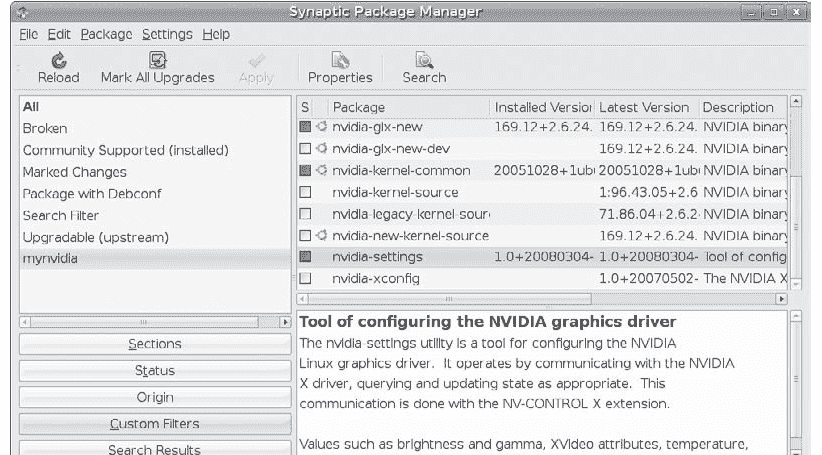 Synaptic Package Manager
File Edit Package Settings Help
Reload Mark All Upgrades Apply Properties Search
All
Broken
Community Supported (installed)
Marked Changes
Package with Debconf
Search Filter
Upgradable (upstream)
mynvidia
S Package Installed Version Latest Version Description
nvidia-glx-new 169.12+2.6.24. 169.12+2.6.24. NVIDIA binary
nvidia-glx-new-dev 169.12+2.6.24. NVIDIA binary
nvidia-kernel-common 20051028+1ub 20051028+1ub NVIDIA binary
nvidia-kernel-source 1:96.43.05+2.6 NVIDIA binary
nvidia-legacy-kernel-sour 71.86.04+2.6.2 NVIDIA binary
nvidia-new-kernel-source 169.12+2.6.24. NVIDIA binary
nvidia-settings 1.0+20080304- 1.0+20080304- Tool of config
nvidia-xconfig 1.0+20070502- The NVIDIA X
Sections
Status
Origin
Custom Filters
Search Results
Tool of configuring the NVIDIA graphics driver
The nvidia-settings utility is a tool for configuring the NVIDIA
Linux graphics driver. It operates by communicating with the NVIDIA
X driver, querying and updating state as appropriate. This
communication is done with the NV-CONTROL X extension.
Values such as brightness and gamma, XVideo attributes, temperature,